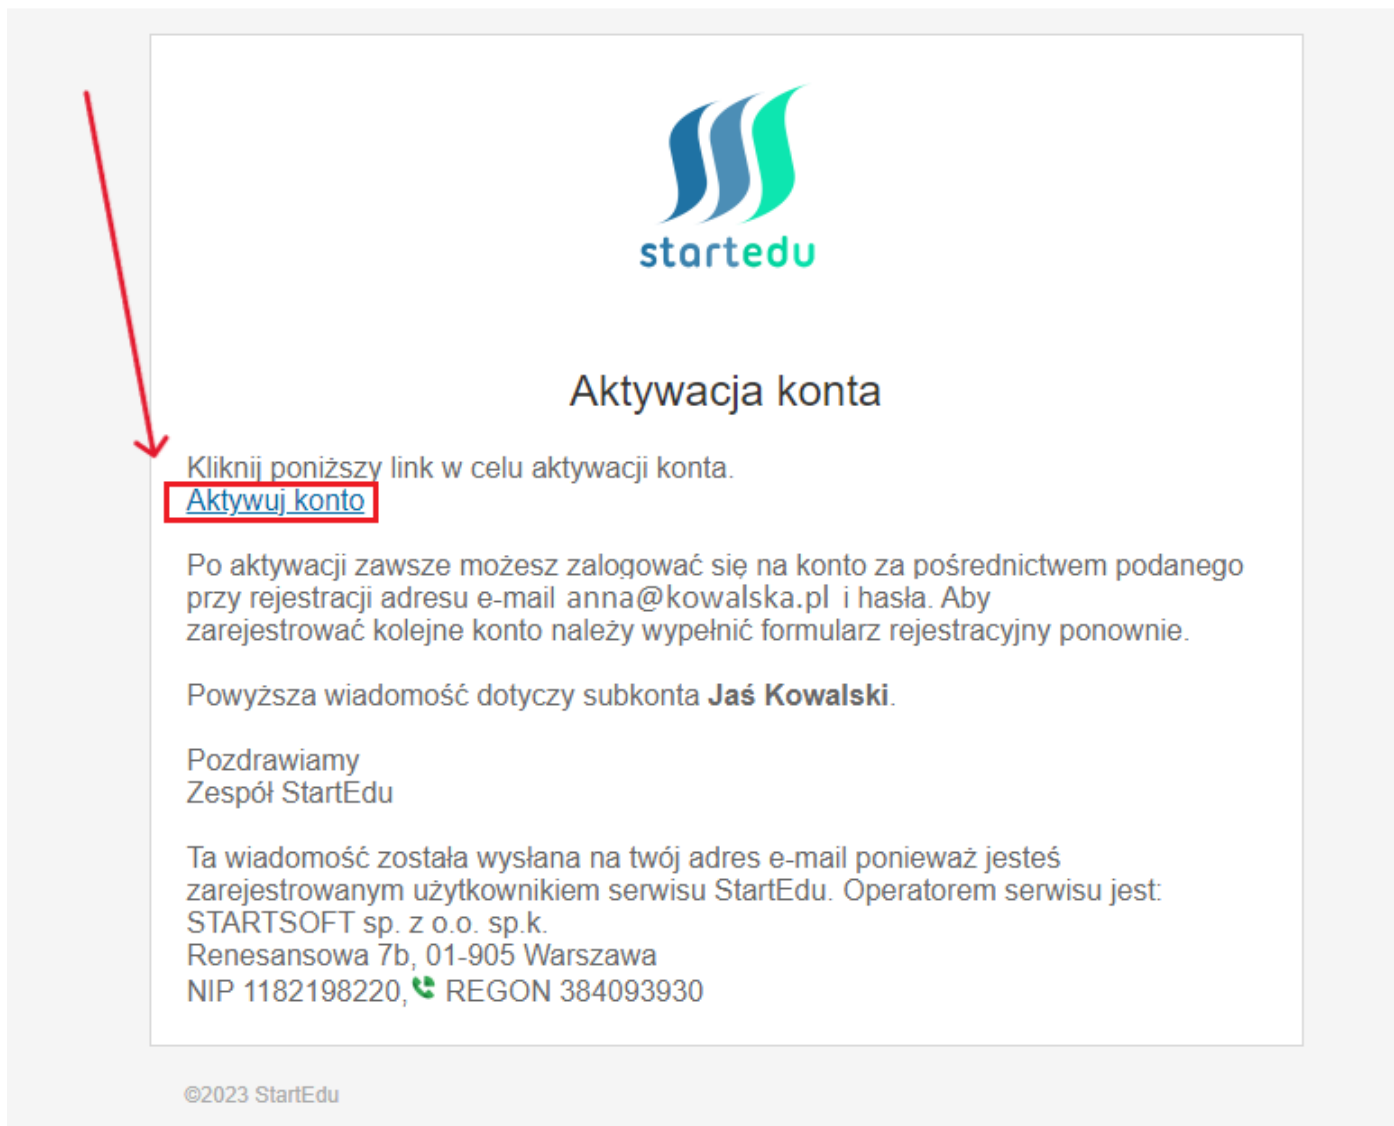 startedu
Aktywacja konta
Kliknij poniższy link w celu aktywacji konta.
Aktywuj konto
Po aktywacji zawsze możesz zalogować się na konto za pośrednictwem podanego
przy rejestracji adresu e-mail anna@kowalska.pl i hasła. Aby
zarejestrować kolejne konto należy wypełnić formularz rejestracyjny ponownie.
Powyższa wiadomość dotyczy subkonta Jaś Kowalski.
Pozdrawiamy
Zespół StartEdu
Ta wiadomość została wysłana na twój adres e-mail ponieważ jesteś
zarejestrowanym użytkownikiem serwisu StartEdu. Operatorem serwisu jest:
STARTSOFT sp. z o.o. sp.k.
Renesansowa 7b, 01-905 Warszawa
NIP 1182198220, REGON 384093930
©2023 StartEdu